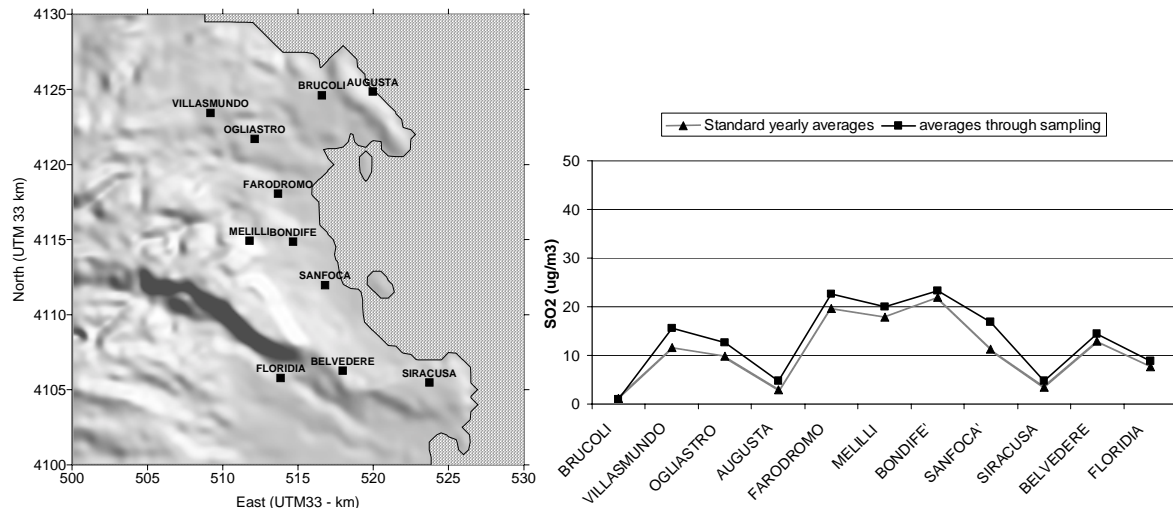 4130
4125
4120
4115
4110
4105
4100
North (UTM 33 km)
BRUCOLI
AUGUSTA
VILLASMUNDO
OGLIASTRO
FARODROMO
MELILLI
BONDIFE
SANFOCA
BELVEDERE
FLORIDIA
SIRACUSA
500 505 510 515 520 525 530
East (UTM33 - km)
Standard yearly averages
averages through sampling
SO2 (ug/m3)
50
40
30
20
10
0
BRUCOLI
VILLASMUNDO
OGLIASTRO
AUGUSTA
FARODROMO
MELILLI
BONDIFE'
SANFOCA'
SIRACUSA
BELVEDERE
FLORIDIA